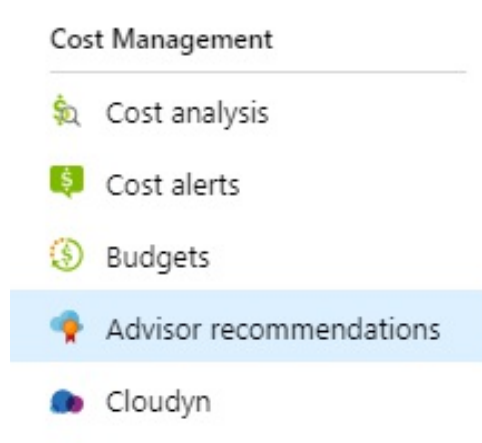 Cost Management
Cost analysis
Cost alerts
Budgets
Advisor recommendations
Cloudyn